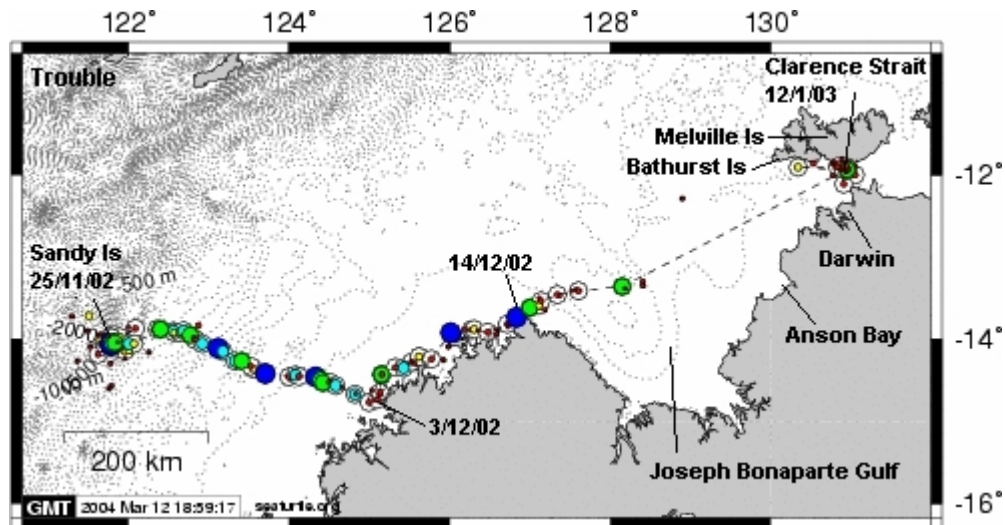 122° 124° 126° 128° 130°
Trouble
Clarence Strait
12/1/03
Melville Is
Bathurst Is
-12°
Sandy Is
25/11/02
500 m
14/12/02
Darwin
200
-14°
Anson Bay
-1000 m
3/12/02
200 km
Joseph Bonaparte Gulf
GMT 2004 Mar 12 18:59:17 seaturtle.org
-16°